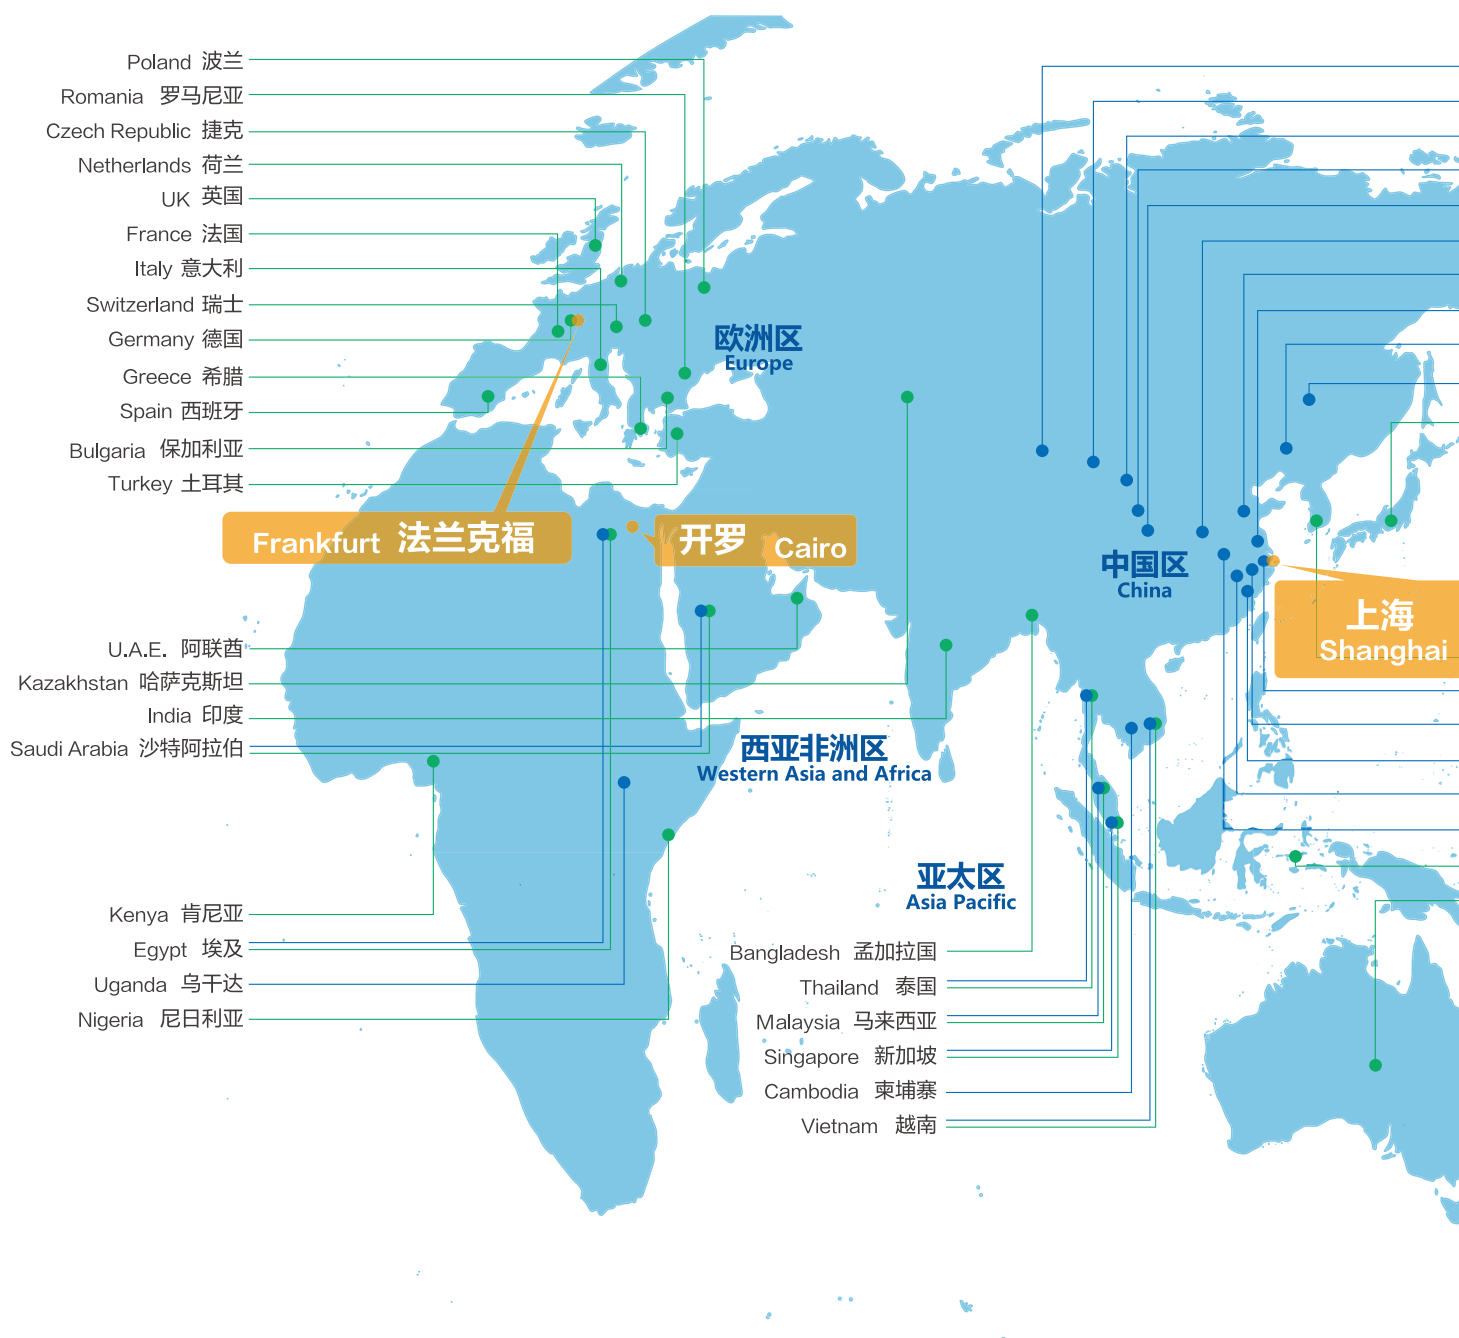 Poland 波兰
Romania 罗马尼亚
Czech Republic 捷克
Netherlands 荷兰
UK 英国
France 法国
Italy 意大利
Switzerland 瑞士
Germany 德国
Greece 希腊
Spain 西班牙
Bulgaria 保加利亚
Turkey 土耳其
欧洲区
Europe
Frankfurt 法兰克福
开罗 Cairo
中国区
China
上海
Shanghai
U.A.E. 阿联酋
Kazakhstan 哈萨克斯坦
India 印度
Saudi Arabia 沙特阿拉伯
西亚非洲区
Western Asia and Africa
亚太区
Asia Pacific
Kenya 肯尼亚
Egypt 埃及
Uganda 乌干达
Nigeria 尼日利亚
Bangladesh 孟加拉国
Thailand 泰国
Malaysia 马来西亚
Singapore 新加坡
Cambodia 柬埔寨
Vietnam 越南